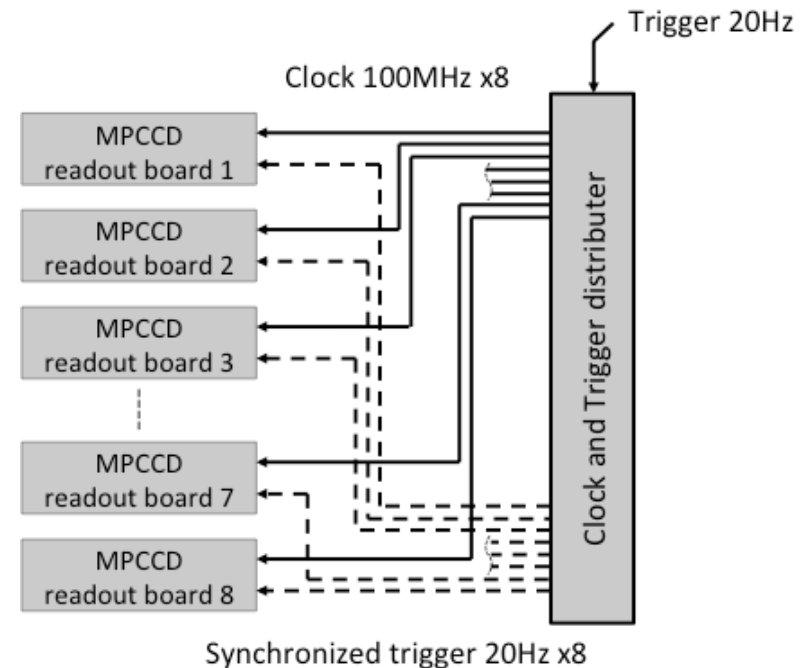 Trigger 20Hz
Clock 100MHz x8
MPCCD
readout board 1
MPCCD
readout board 2
MPCCD
readout board 3
MPCCD
readout board 7
MPCCD
readout board 8
Clock and Trigger distributer
Synchronized trigger 20Hz x8